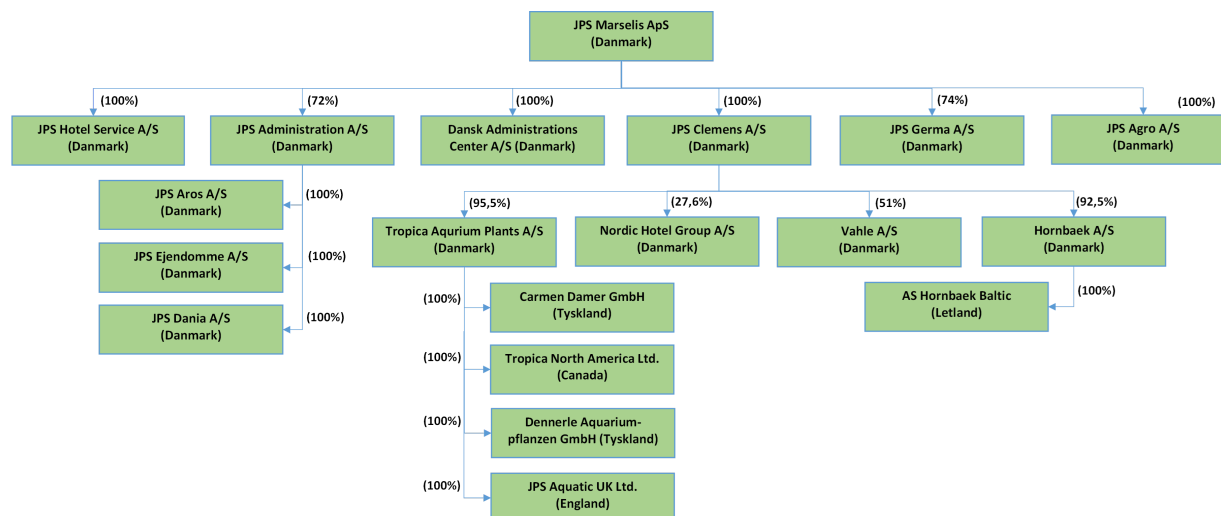 JPS Marselis ApS
(Danmark)
(100%)
(72%)
(100%)
(100%)
(74%)
(100%)
JPS Hotel Service A/S
(Danmark)
JPS Administration A/S
(Danmark)
Dansk Administrations
Center A/S (Danmark)
JPS Clemens A/S
(Danmark)
JPS Germa A/S
(Danmark)
JPS Agro A/S
(Danmark)
JPS Aros A/S
(Danmark)
(100%)
JPS Ejendomme A/S
(Danmark)
(100%)
JPS Dania A/S
(Danmark)
(100%)
(95,5%)
(27,6%)
(51%)
(92,5%)
Tropica Aqurium Plants A/S
(Danmark)
Nordic Hotel Group A/S
(Danmark)
Vahle A/S
(Danmark)
Hornbaek A/S
(Danmark)
(100%)
Carmen Damer GmbH
(Tyskland)
(100%)
Tropica North America Ltd.
(Canada)
(100%)
Dennerle Aquarium-
pflanzen GmbH (Tyskland)
(100%)
JPS Aquatic UK Ltd.
(England)
AS Hornbaek Baltic
(Letland)
(100%)